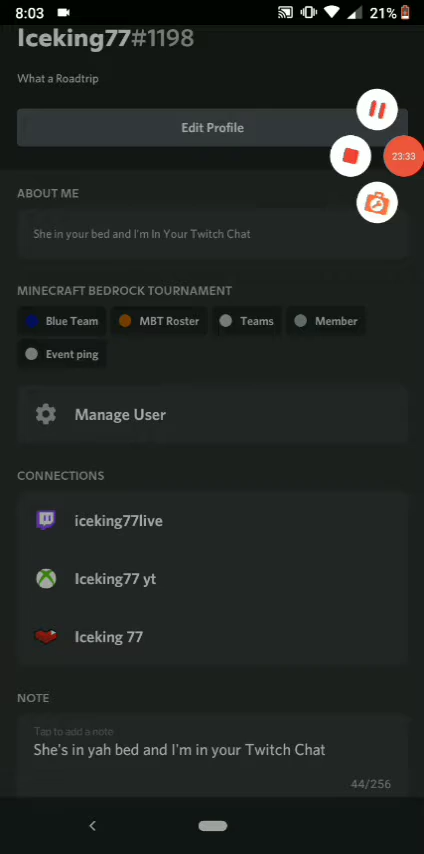 8:03
21%
Iceking77#1198
What a Roadtrip
Edit Profile
23:33
ABOUT ME
She in your bed and I'm In Your Twitch Chat
MINECRAFT BEDROCK TOURNAMENT
Blue Team MBT Roster Teams Member
Event ping
Manage User
CONNECTIONS
iceking77live
Iceking77 yt
Iceking 77
NOTE
Tap to add a note
She's in yah bed and I'm in your Twitch Chat
44/256